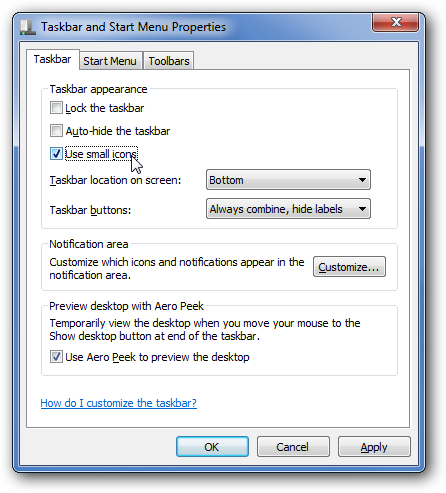 Taskbar and Start Menu Properties
Taskbar
Start Menu
Toolbars
Taskbar appearance
Lock the taskbar
Auto-hide the taskbar
Use small icons
Taskbar location on screen:
Bottom
Taskbar buttons:
Always combine, hide labels
Notification area
Customize which icons and notifications appear in the
notification area.
Customize...
Preview desktop with Aero Peek
Temporarily view the desktop when you move your mouse to the
Show desktop button at end of the taskbar.
Use Aero Peek to preview the desktop
How do I customize the taskbar?
OK
Cancel
Apply